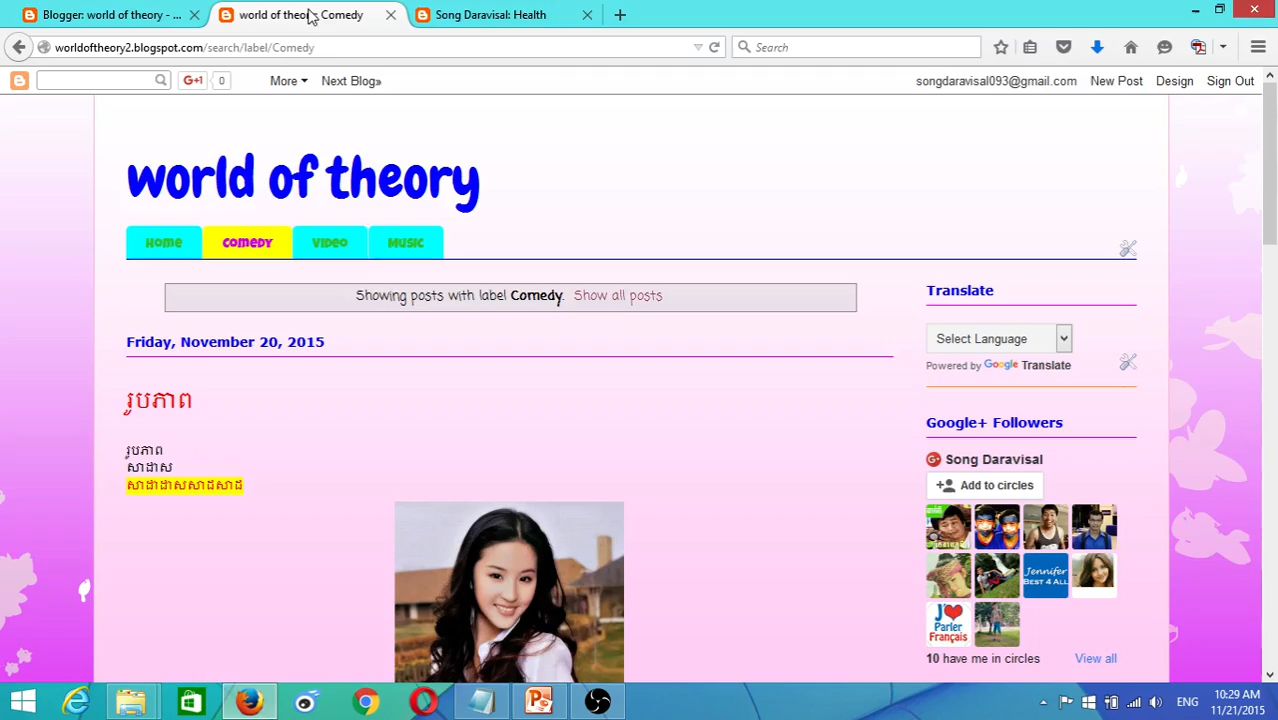 Blogger: world of theory - ...
world of theory: Comedy
Song Daravisal: Health
worldoftheory2.blogspot.com/search/label/Comedy
Search
G+1 0 More Next Blog»
songdaravisal093@gmail.com New Post Design Sign Out
world of theory
Home Comedy Video Music
Showing posts with label Comedy. Show all posts
Friday, November 20, 2015
រូបភាព
រូបភាព
សាដាស
សាដាដាសសាដសាដ
Translate
Select Language
Powered by Google Translate
Google+ Followers
Song Daravisal
Add to circles
Jennifer
BEST 4 ALL
J'
Parler
Français
10 have me in circles View all
ENG
10:29 AM
11/21/2015